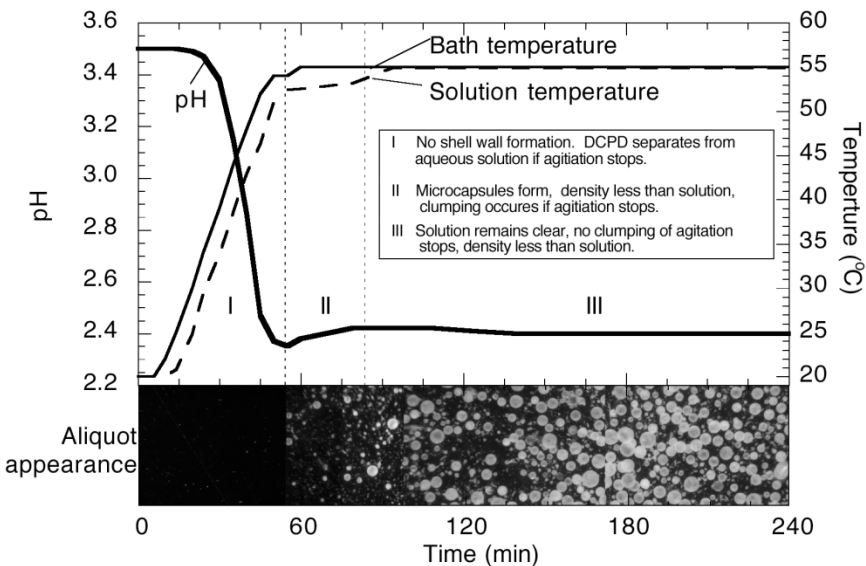 3.6
3.4
3.2
3.0
2.8
2.6
2.4
2.2
pH
60
55
50
45
40
35
30
25
20
Temperture (°C)
Bath temperature
pH
Solution temperature
I No shell wall formation. DCPD separates from
aqueous solution if agitiation stops.
II Microcapsules form, density less than solution,
clumping occures if agitiation stops.
III Solution remains clear, no clumping of agitation
stops, density less than solution.
I
II
III
Aliquot
appearance
0
60
120
180
240
Time (min)